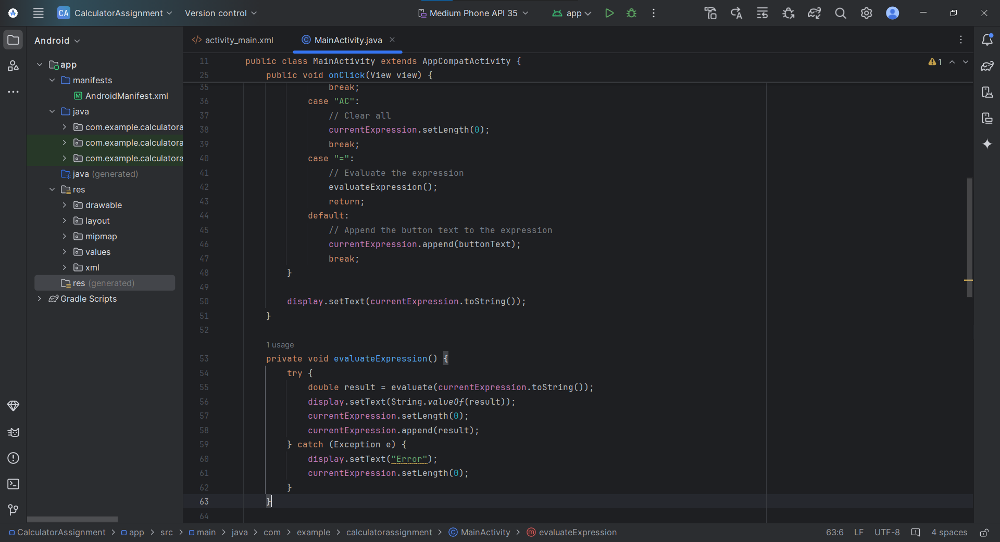 CA CalculatorAssignment Version control Medium Phone API 35 app
Android
app
manifests
AndroidManifest.xml
java
com.example.calculatora
com.example.calculatora
com.example.calculatora
java (generated)
res
drawable
layout
mipmap
values
xml
res (generated)
Gradle Scripts
activity_main.xml MainActivity.java
11 public class MainActivity extends AppCompatActivity { 1
25 public void onClick(View view) {
35 break;
36 case "AC":
37 // Clear all
38 currentExpression.setLength(0);
39 break;
40 case "=":
41 // Evaluate the expression
42 evaluateExpression();
43 return;
44 default:
45 // Append the button text to the expression
46 currentExpression.append(buttonText);
47 break;
48 }
49
50 display.setText(currentExpression.toString());
51 }
52
1 usage
53 private void evaluateExpression() {
54 try {
55 double result = evaluate(currentExpression.toString());
56 display.setText(String.valueOf(result));
57 currentExpression.setLength(0);
58 currentExpression.append(result);
59 } catch (Exception e) {
60 display.setText("Error");
61 currentExpression.setLength(0);
62 }
63 }
64
CalculatorAssignment > app > src > main > java > com > example > calculatorassignment > MainActivity > evaluateExpression 63:6 LF UTF-8 4 spaces